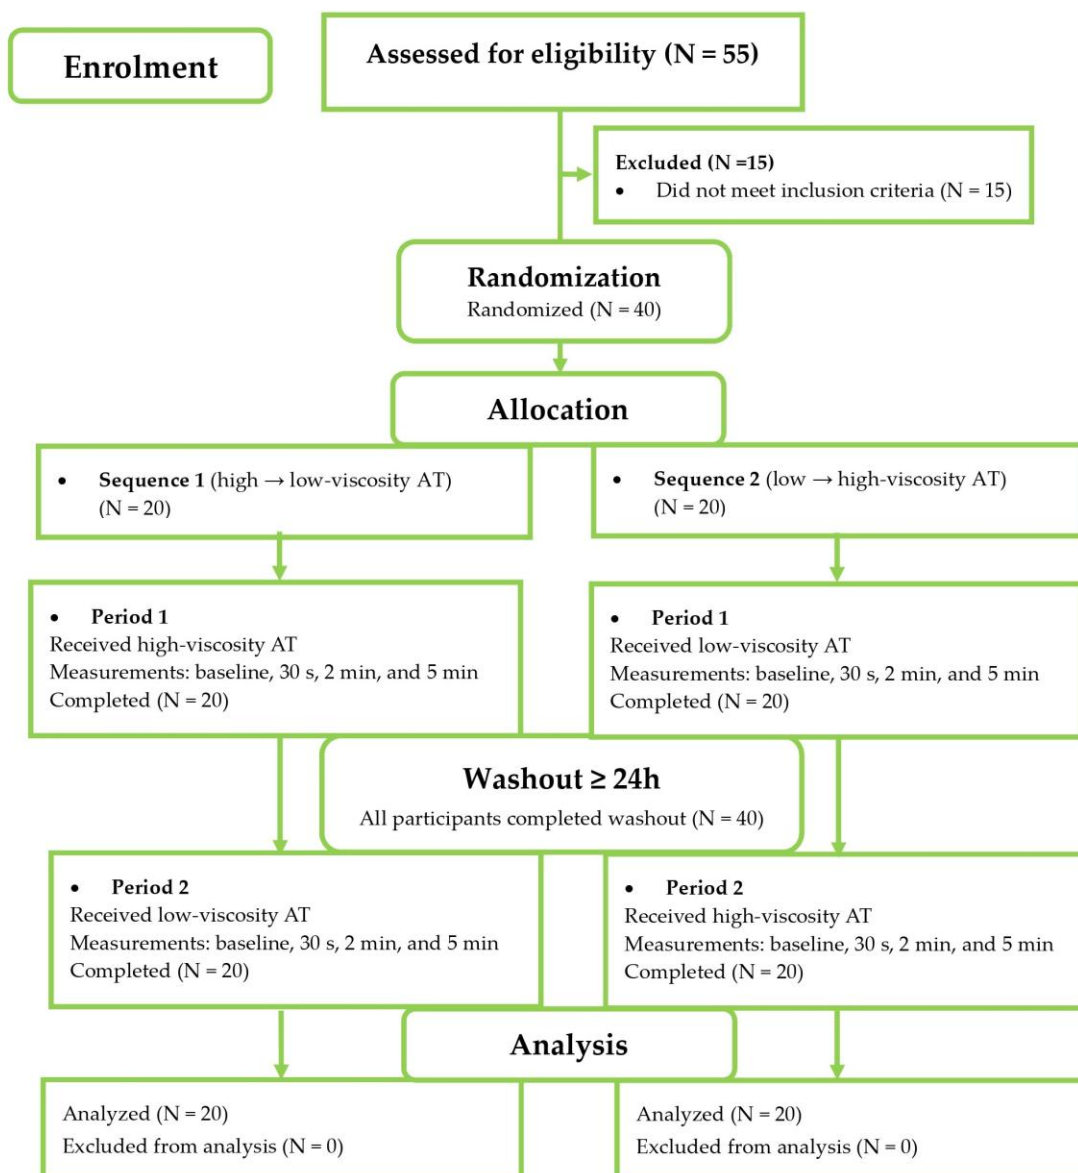 Enrolment
Assessed for eligibility (N = 55)
Excluded (N =15)
• Did not meet inclusion criteria (N = 15)
Randomization
Randomized (N = 40)
Allocation
• Sequence 1 (high → low-viscosity AT)
(N = 20)
• Sequence 2 (low → high-viscosity AT)
(N = 20)
• Period 1
Received high-viscosity AT
Measurements: baseline, 30 s, 2 min, and 5 min
Completed (N = 20)
• Period 1
Received low-viscosity AT
Measurements: baseline, 30 s, 2 min, and 5 min
Completed (N = 20)
Washout ≥ 24h
All participants completed washout (N = 40)
• Period 2
Received low-viscosity AT
Measurements: baseline, 30 s, 2 min, and 5 min
Completed (N = 20)
• Period 2
Received high-viscosity AT
Measurements: baseline, 30 s, 2 min, and 5 min
Completed (N = 20)
Analysis
Analyzed (N = 20)
Excluded from analysis (N = 0)
Analyzed (N = 20)
Excluded from analysis (N = 0)